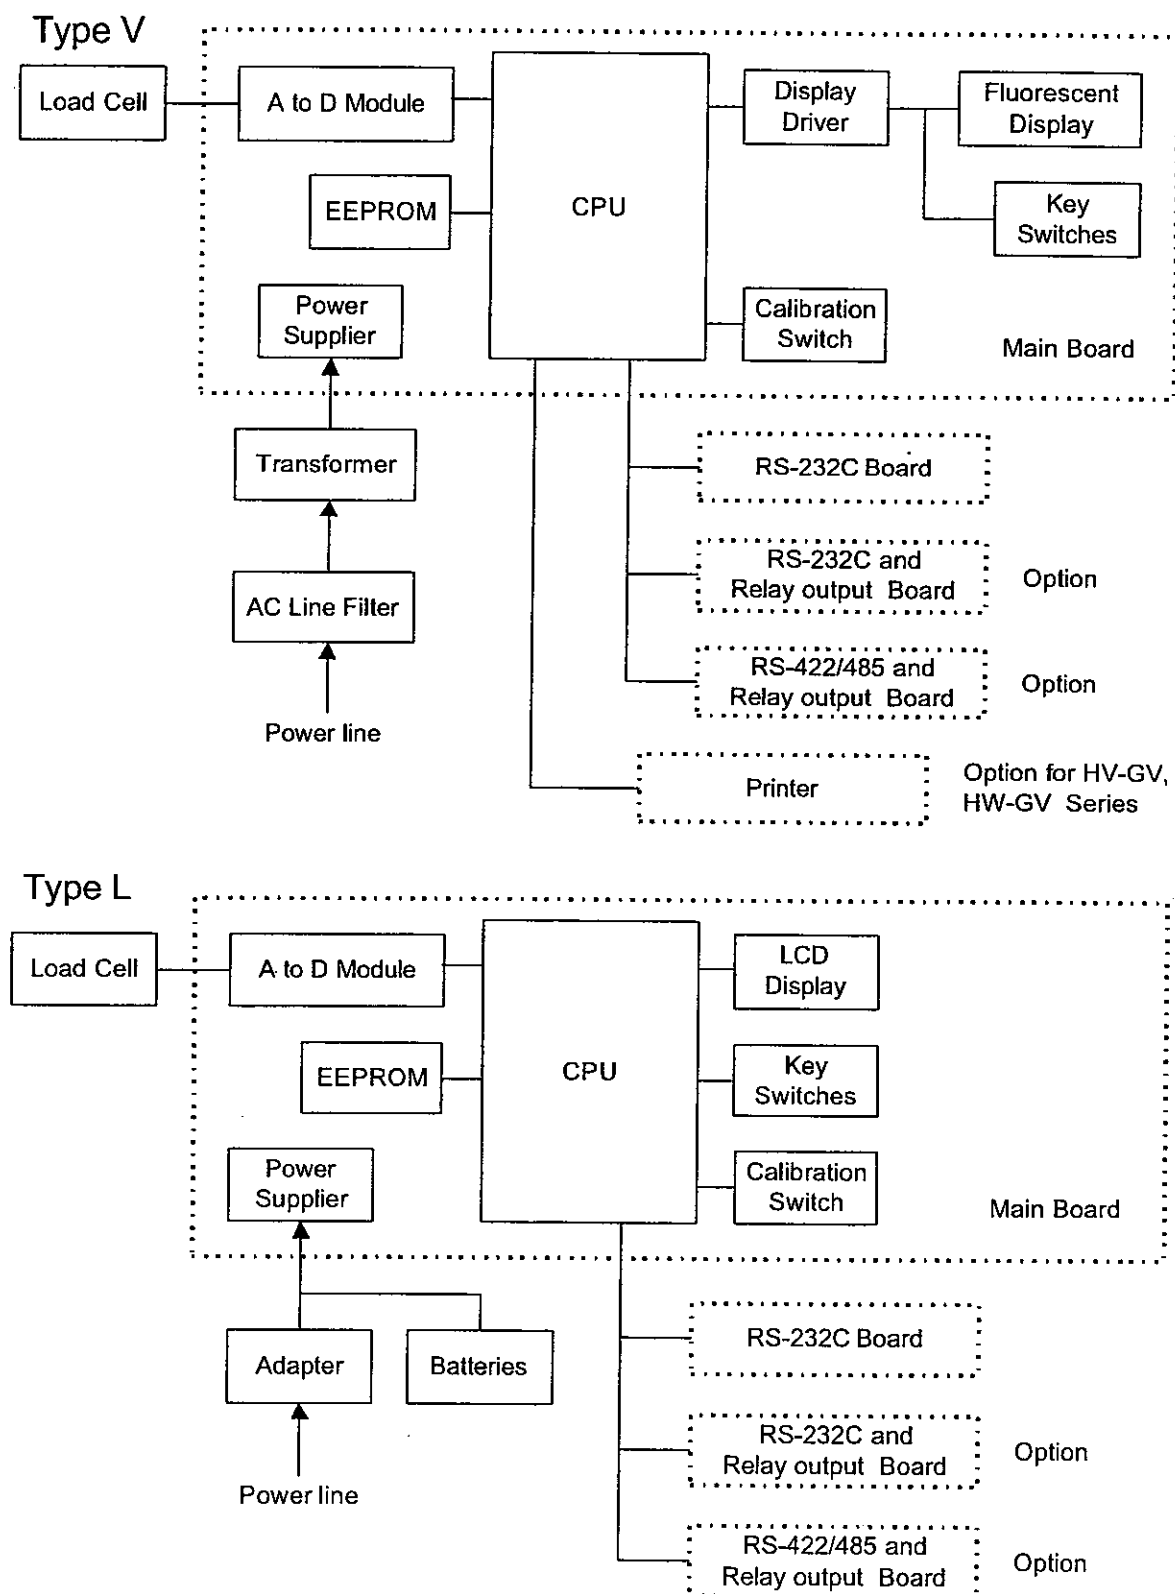 Type V
Load Cell
A to D Module
EEPROM
Power
Supplier
CPU
Display
Driver
Fluorescent
Display
Key
Switches
Calibration
Switch
Main Board
Transformer
AC Line Filter
Power line
RS-232C Board
RS-232C and
Relay output Board
Option
RS-422/485 and
Relay output Board
Option
Printer
Option for HV-GV,
HW-GV Series
Type L
Load Cell
A to D Module
EEPROM
Power
Supplier
CPU
LCD
Display
Key
Switches
Calibration
Switch
Main Board
Adapter
Batteries
Power line
RS-232C Board
RS-232C and
Relay output Board
Option
RS-422/485 and
Relay output Board
Option